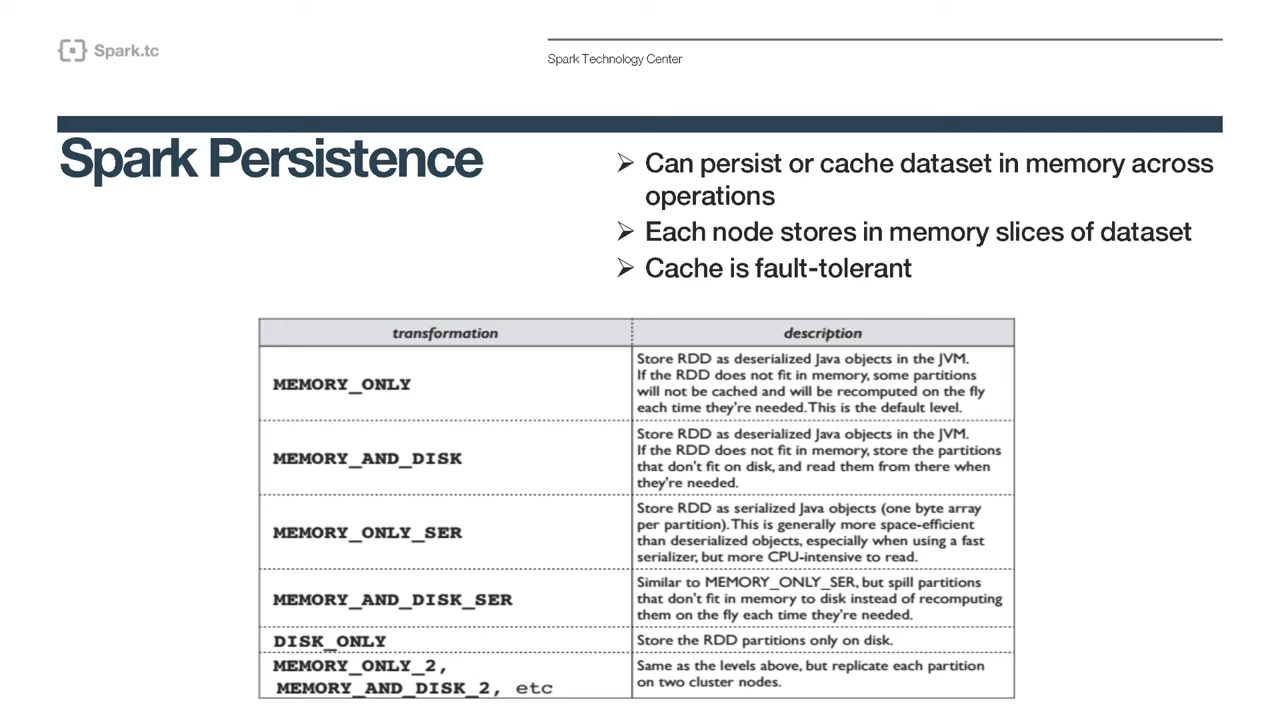 Spark.tc
Spark Technology Center
Spark Persistence
➢ Can persist or cache dataset in memory across
operations
➢ Each node stores in memory slices of dataset
➢ Cache is fault-tolerant
transformation description
MEMORY_ONLY
Store RDD as deserialized Java objects in the JVM.
If the RDD does not fit in memory, some partitions
will not be cached and will be recomputed on the fly
each time they're needed. This is the default level.
MEMORY_AND_DISK
Store RDD as deserialized Java objects in the JVM.
If the RDD does not fit in memory, store the partitions
that don't fit on disk, and read them from there when
they're needed.
MEMORY_ONLY_SER
Store RDD as serialized Java objects (one byte array
per partition). This is generally more space-efficient
than deserialized objects, especially when using a fast
serializer, but more CPU-intensive to read.
MEMORY_AND_DISK_SER
Similar to MEMORY_ONLY_SER, but spill partitions
that don't fit in memory to disk instead of recomputing
them on the fly each time they're needed.
DISK_ONLY
Store the RDD partitions only on disk.
MEMORY_ONLY_2,
MEMORY_AND_DISK_2, etc
Same as the levels above, but replicate each partition
on two cluster nodes.